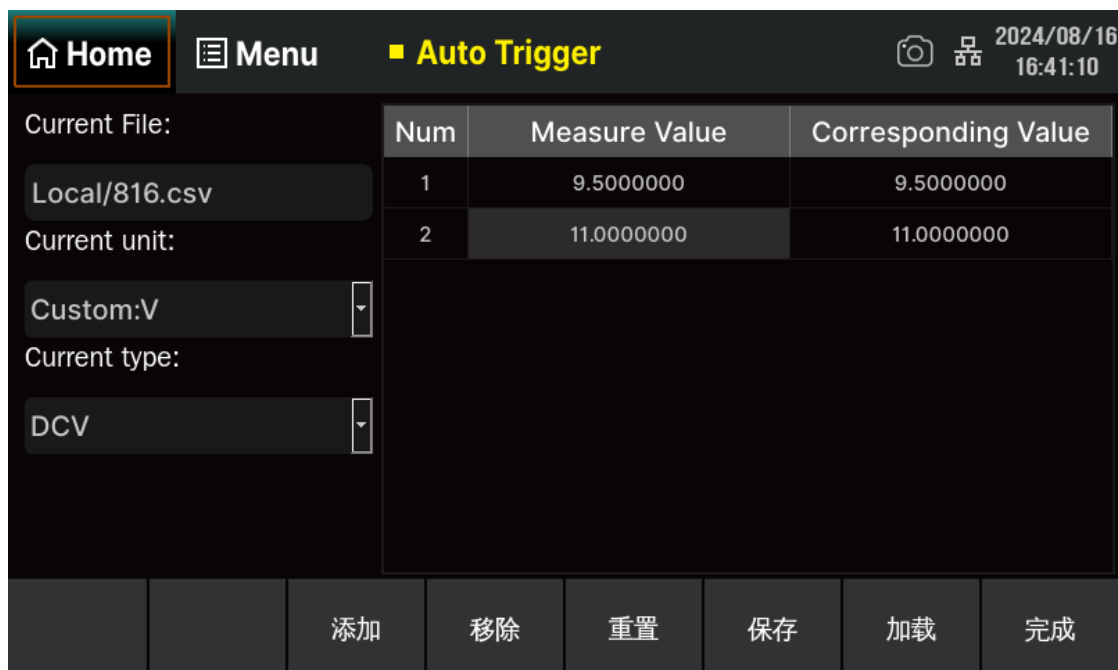 Home Menu Auto Trigger 2024/08/16
16:41:10
Current File:
Local/816.csv
Current unit:
Custom:V
Current type:
DCV
Num Measure Value Corresponding Value
1 9.5000000 9.5000000
2 11.0000000 11.0000000
添加 移除 重置 保存 加载 完成